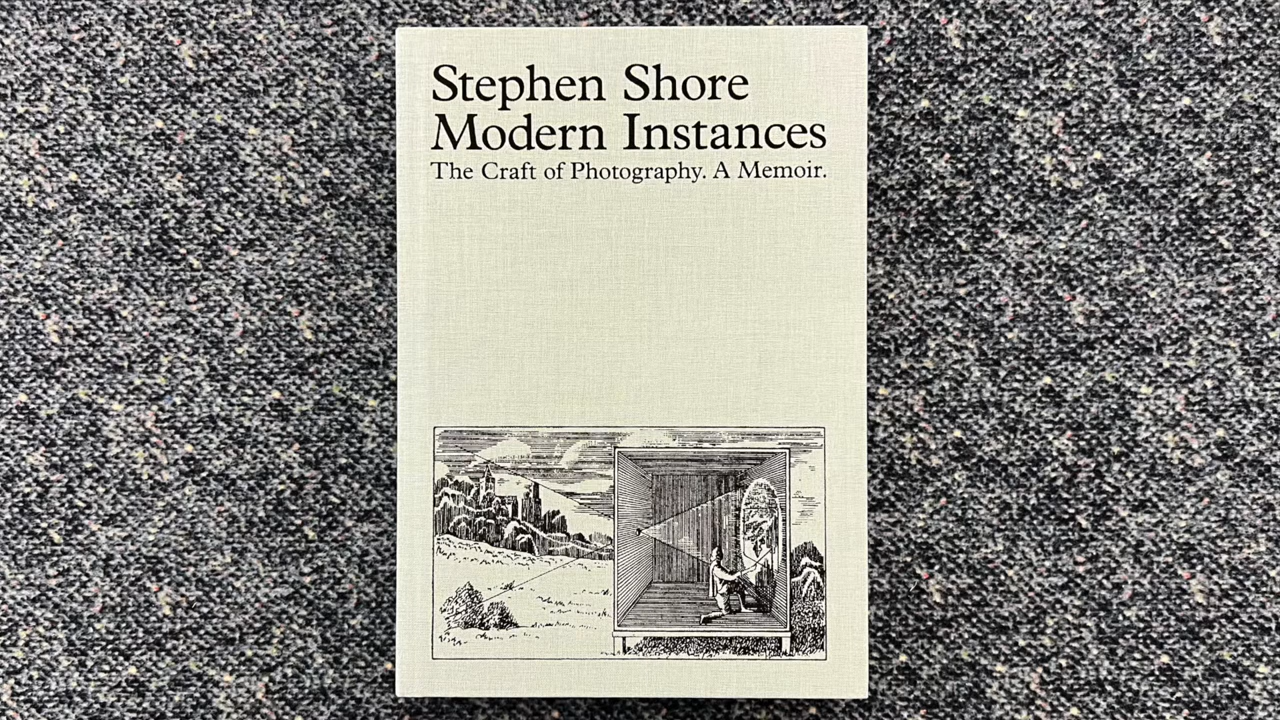 Stephen Shore
Modern Instances
The Craft of Photography. A Memoir.